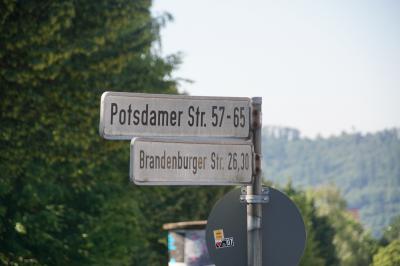 Potsdamer Str. 57-65
Brandenburger Str. 26,30